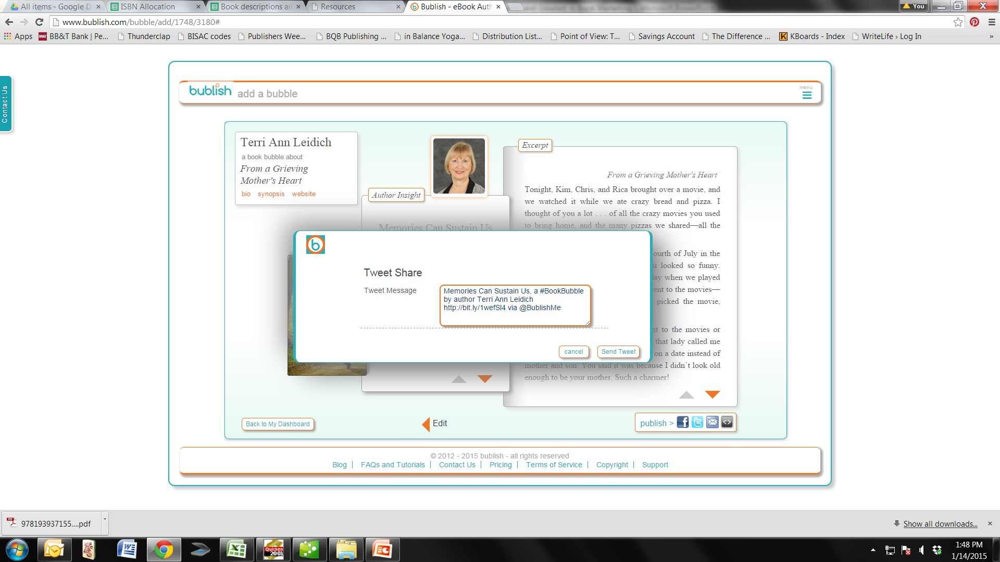 All items - Google D
ISBN Allocation
Book descriptions an
Resources
Bublish - eBook Auth
You
www.bublish.com/bubble/add/1748/3180#
Apps
BB&T Bank | Pe...
Thunderclap
BISAC codes
Publishers Wee...
BQB Publishing ...
in Balance Yoga...
Distribution List...
Point of View: T...
Savings Account
The Difference ...
KBoards - Index
WriteLife › Log In
»
Contact Us
bublish
add a bubble
menu
Terri Ann Leidich
a book bubble about
From a Grieving
Mother's Heart
bio synopsis website
Author Insight
Memories Can Sustain Us
Excerpt
From a Grieving Mother's Heart
Tonight, Kim, Chris, and Rica brought over a movie, and
we watched it while we ate crazy bread and pizza. I
thought of you a lot . . . of all the crazy movies you used
to bring home, and the many pizzas we shared—all the
ourth of July in the
u looked so funny.
lay when we played
ent to the movies—
picked the movie,
nt to the movies or
that lady called me
on a date instead of
mother and son. You said it was because I didn't look old
enough to be your mother. Such a charmer!
b
Tweet Share
Tweet Message
Memories Can Sustain Us, a #BookBubble
by author Terri Ann Leidich
http://bit.ly/1wefSl4 via @BublishMe
cancel
Send Tweet
Terri Ann Leidich
Back to My Dashboard
Edit
publish >
© 2012 - 2015 bublish - all rights reserved
Blog | FAQs and Tutorials | Contact Us | Pricing | Terms of Service | Copyright | Support
978193937155....pdf
Show all downloads...
Quicken
2001
1:48 PM
1/14/2015